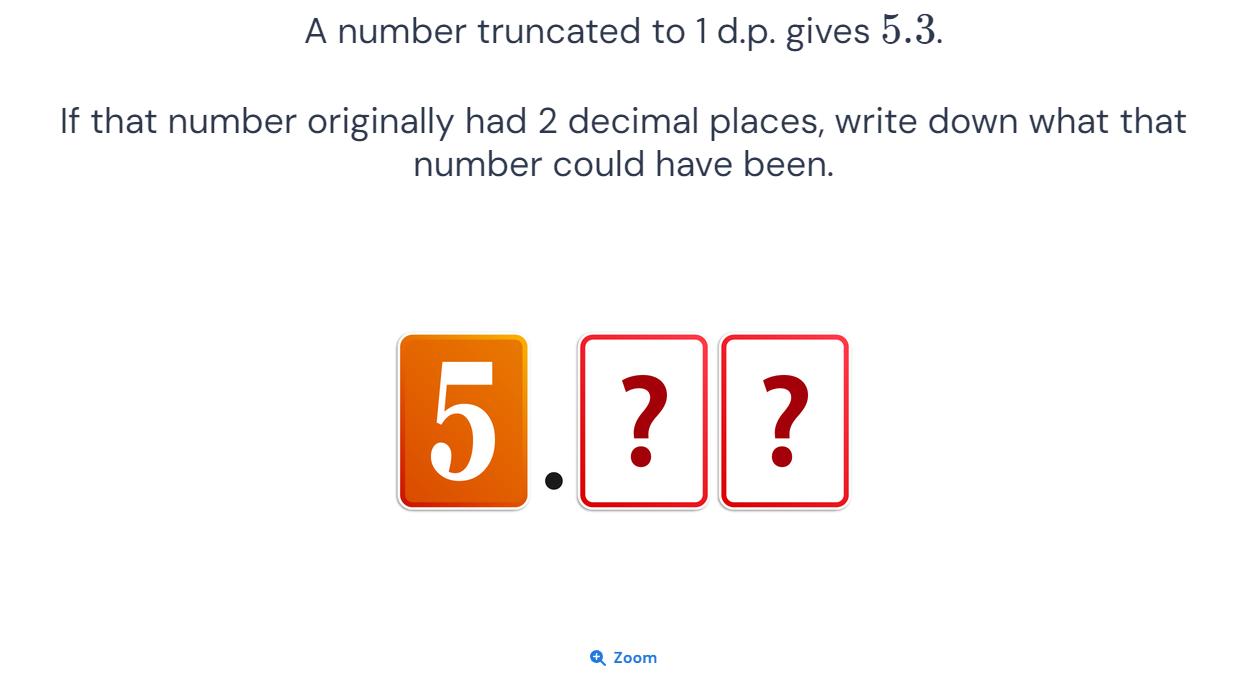 A number truncated to 1 d.p. gives 5.3.
If that number originally had 2 decimal places, write down what that
number could have been.
5.??
Zoom